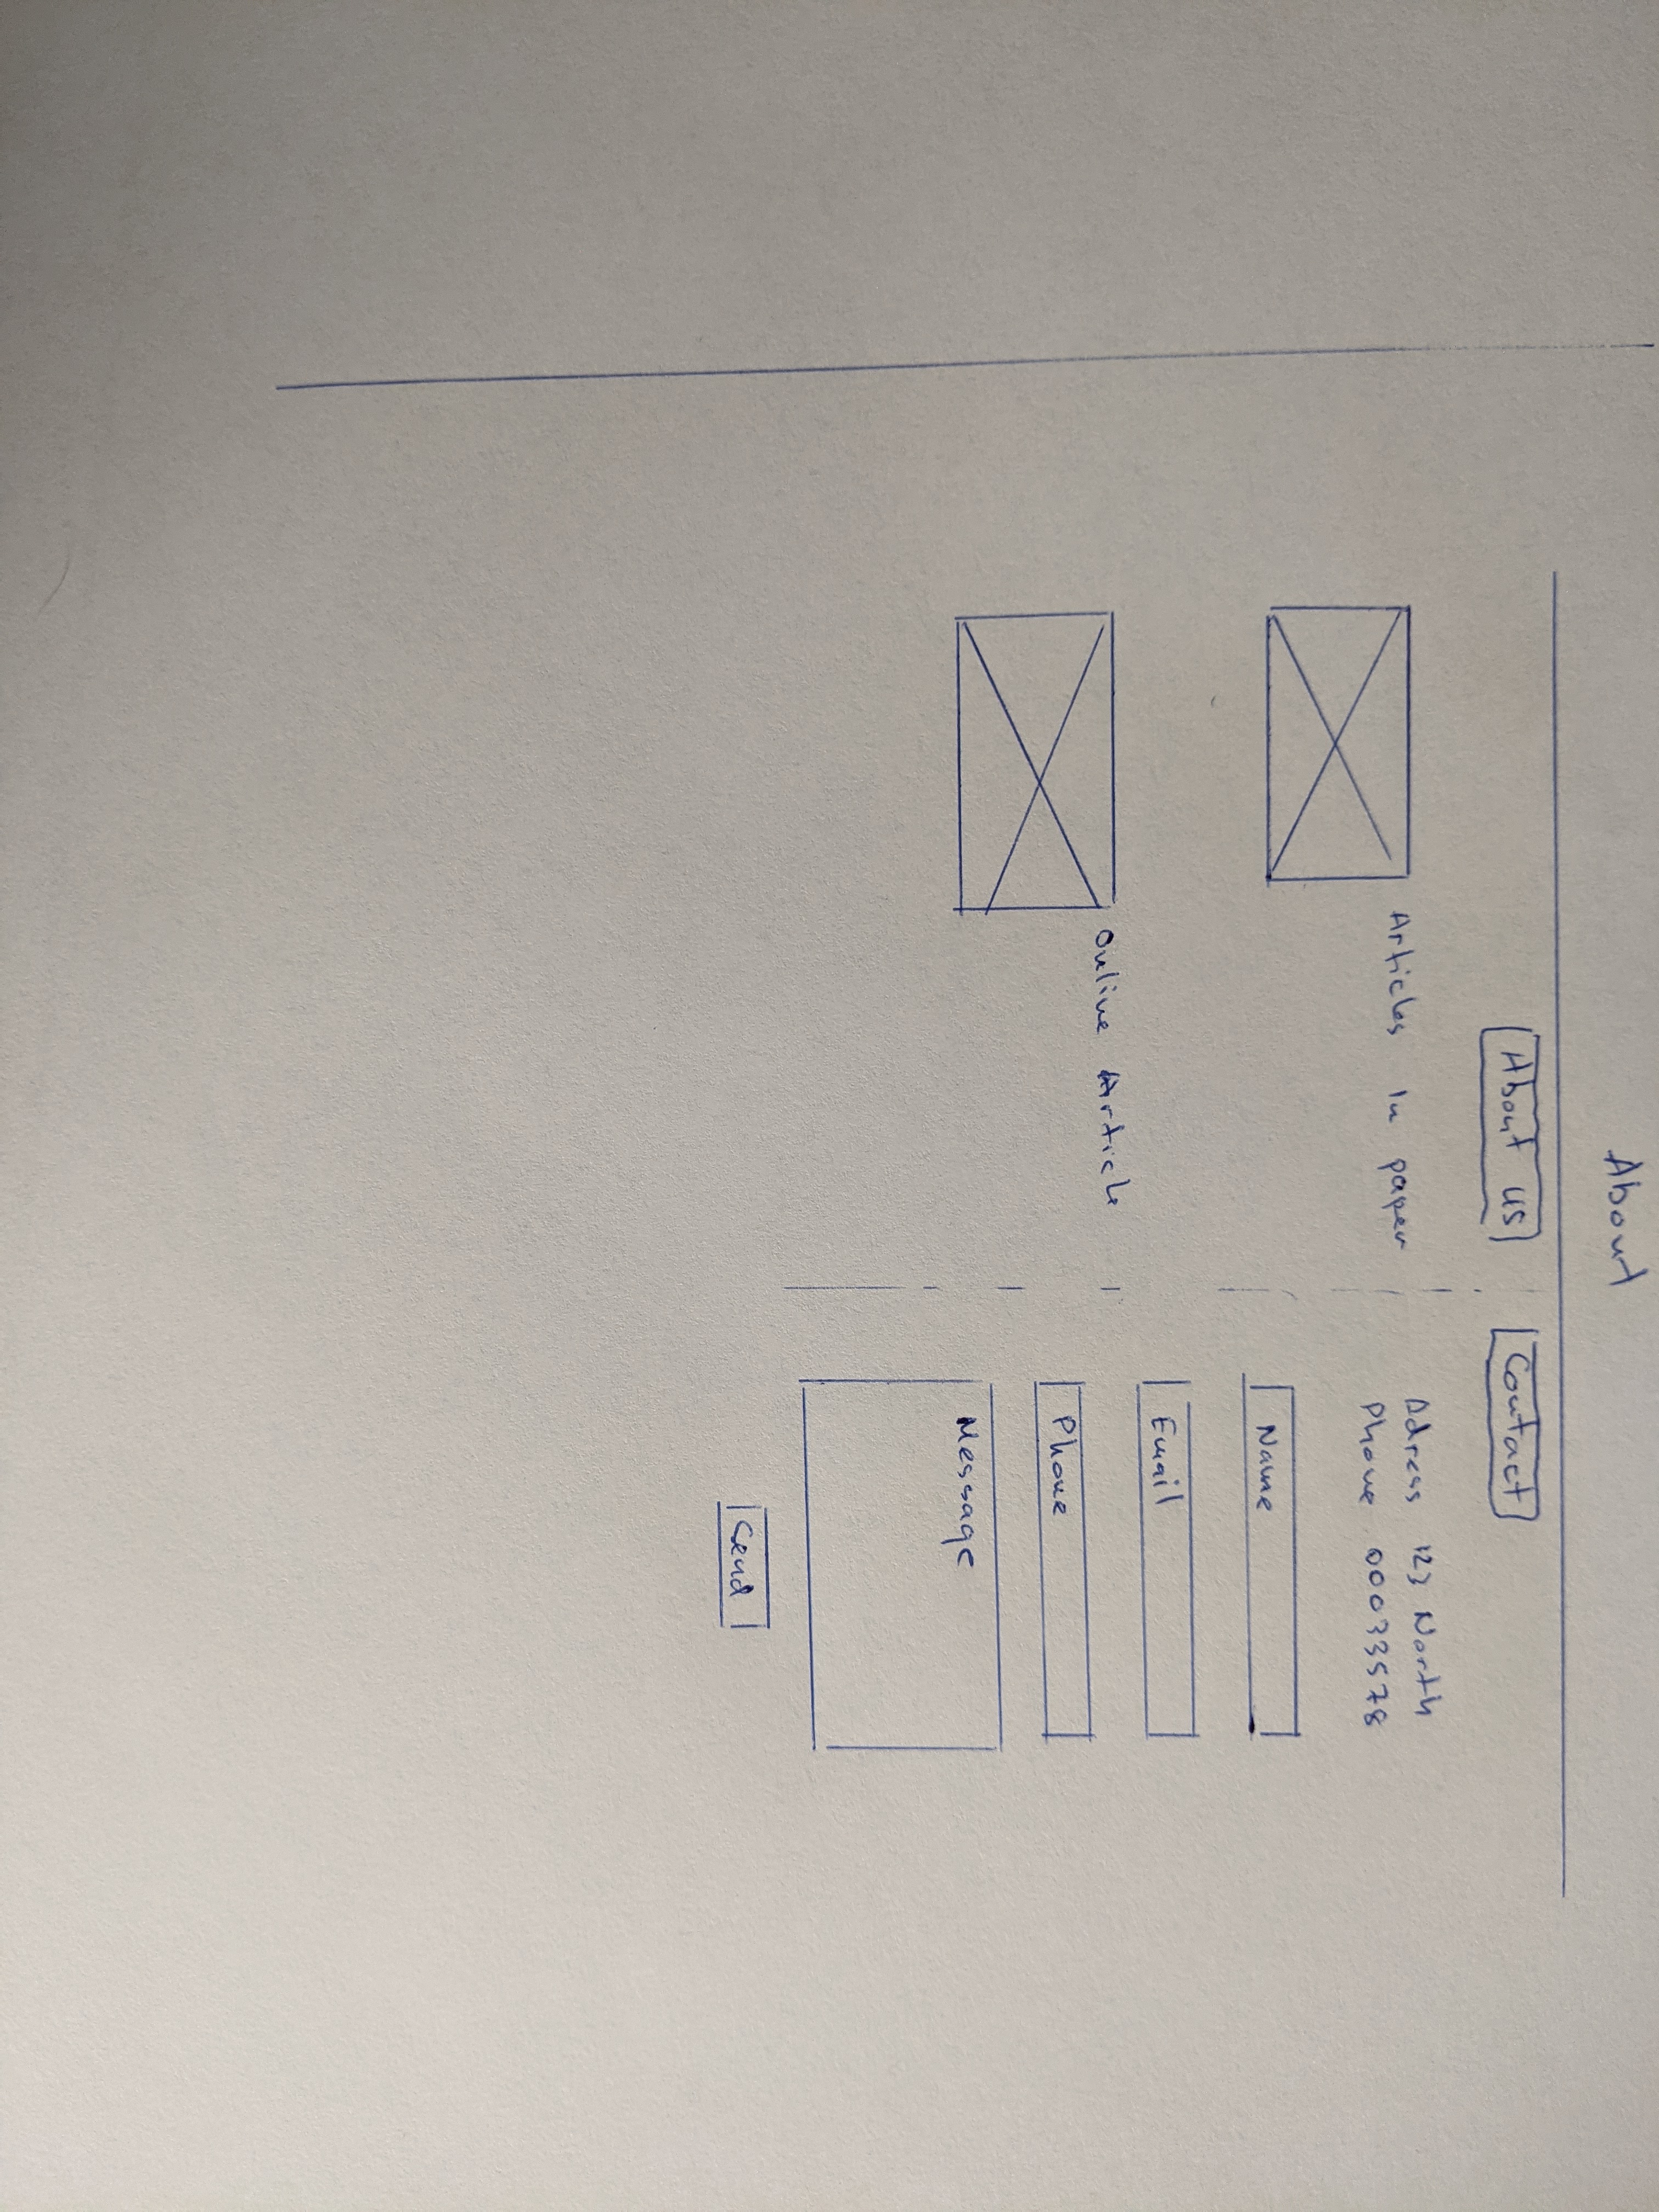 About
About us
Contact
Articles in paper
Online Article
Adress 123 North
Phone 00033578
Name
Email
Phone
Message
Send